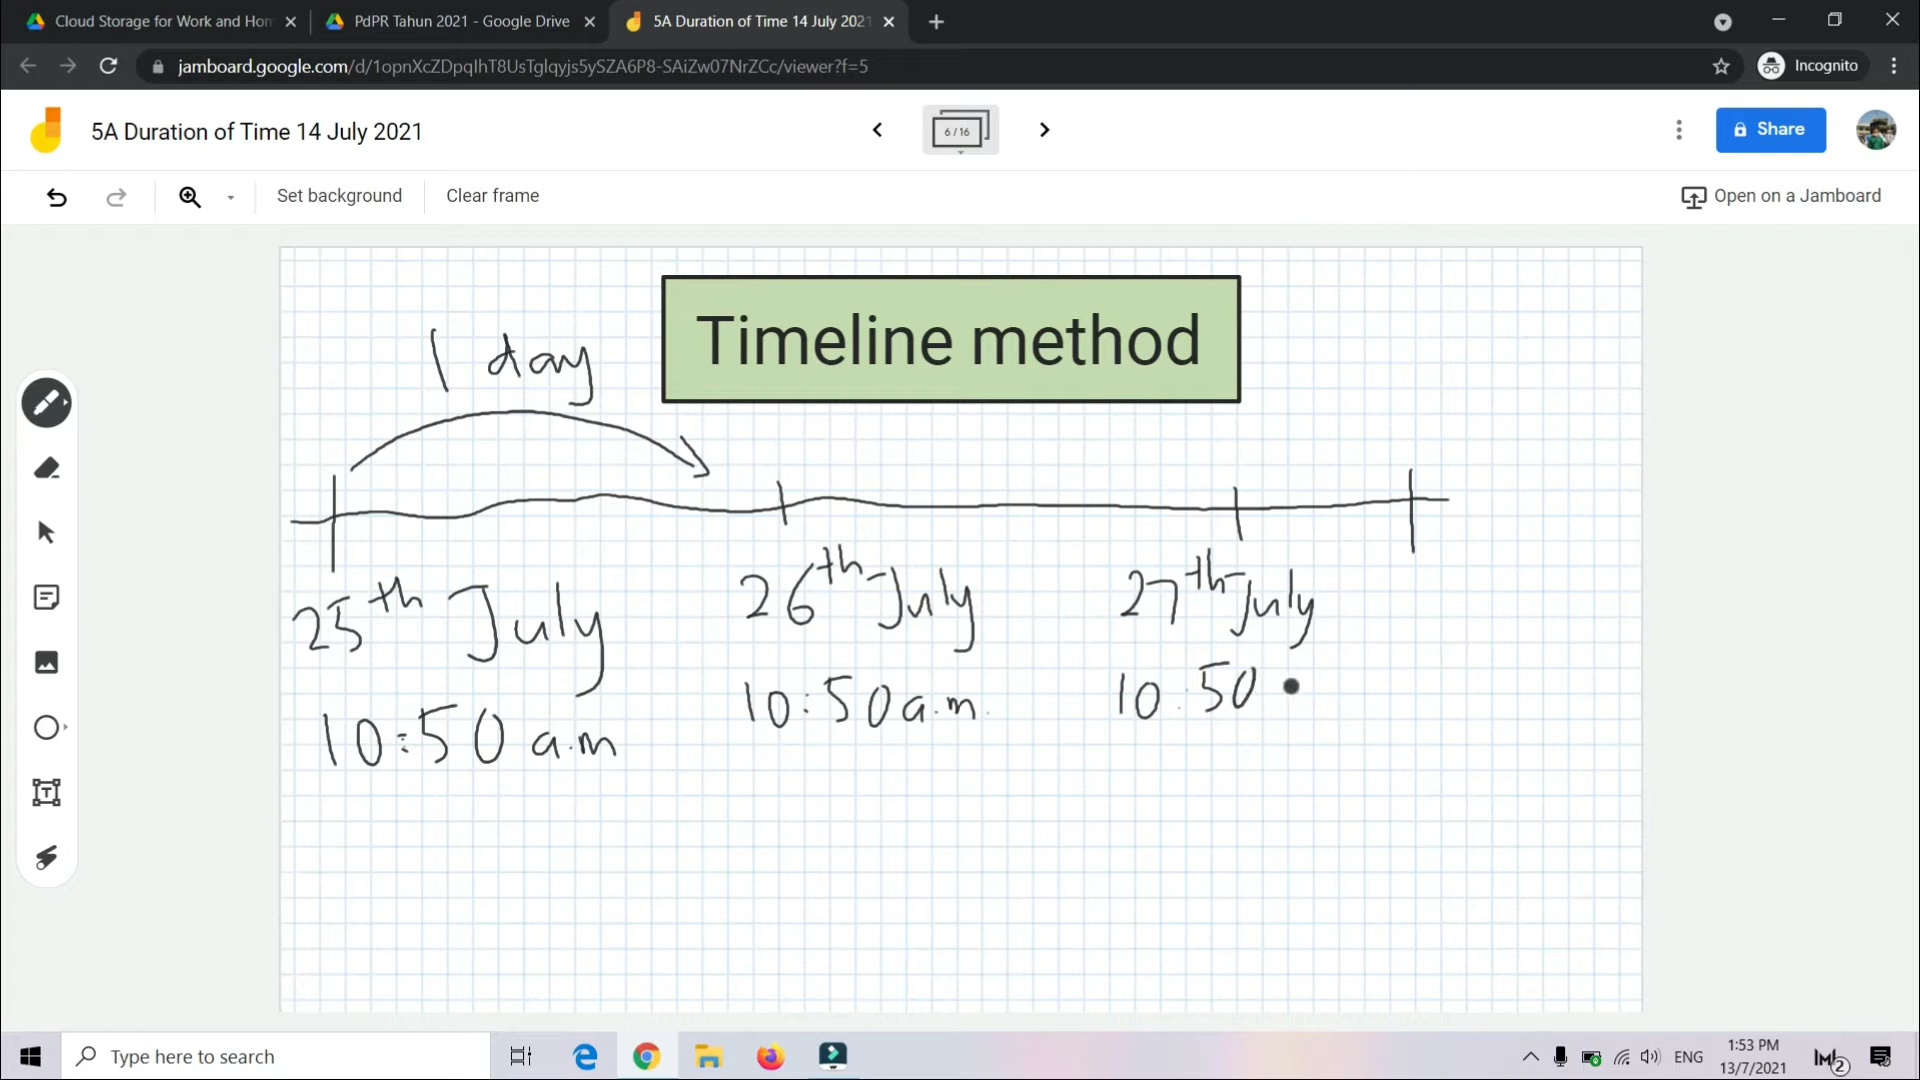 Cloud Storage for Work and Hom
PdPR Tahun 2021 - Google Drive
5A Duration of Time 14 July 2021
jamboard.google.com/d/1opnXcZDpqIhT8UsTglqyjs5ySZA6P8-SAiZw07NrZCc/viewer?f=5
Incognito
5A Duration of Time 14 July 2021
6 / 16
Share
Set background
Clear frame
Open on a Jamboard
Timeline method
1 day
25th July
26th July
27th July
10:50 a.m
10:50 a.m.
10:50
Type here to search
ENG
1:53 PM
13/7/2021
2